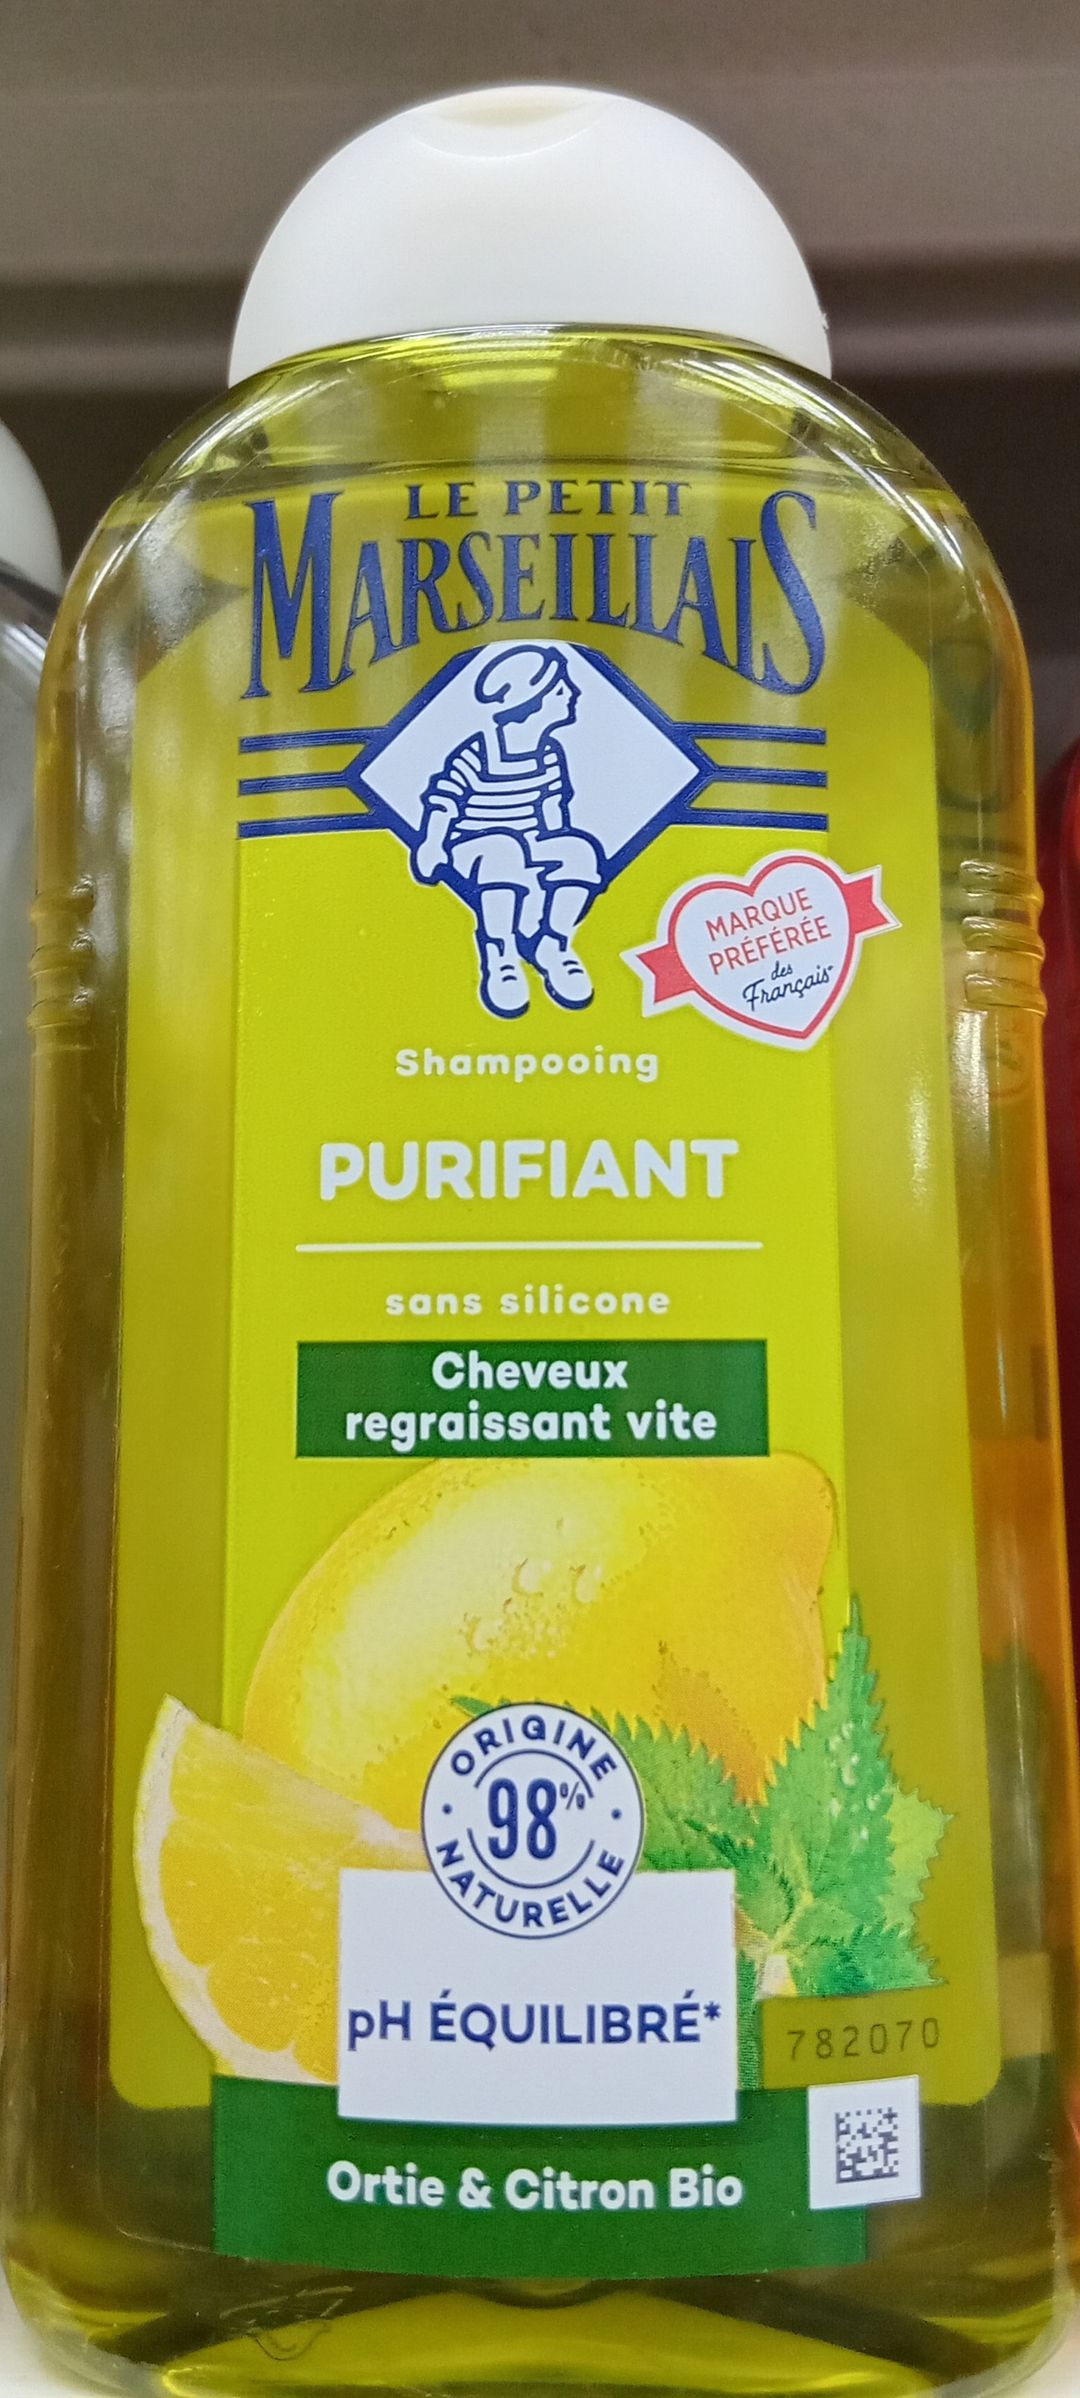 LE PETIT
MARSEILLAIS
MARQUE
PRÉFÉRÉE
des
Français
Shampooing
PURIFIANT
sans silicone
Cheveux
regraissant vite
ORIGINE
98%
NATURELLE
pH ÉQUILIBRÉ*
782070
Ortie & Citron Bio